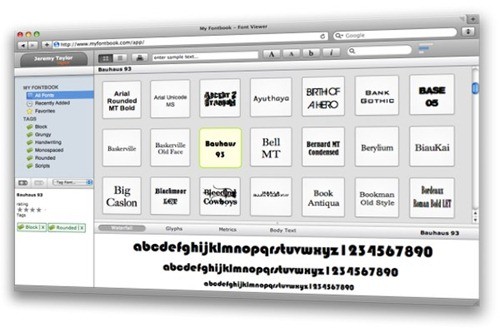 My Fontbook - Font Viewer
http://www.myfontbook.com/app/
Google
Jeremy Taylor
enter sample text...
A A b i
Bauhaus 93
MY FONTBOOK
All Fonts
Recently Added
Favorites
TAGS
Block
Grungy
Handwriting
Monospaced
Rounded
Scripts
Arial Rounded MT Bold
Arial Unicode MS
Ayuthaya
BIRTH OF A HERO
BANK GOTHIC
BASE 05
Baskerville
Baskerville Old Face
Bauhaus 93
Bell MT
Bernard MT Condensed
Berylium
BiauKai
Big Caslon
Blackmoor LET
Bleeding Cowboys
Book Antiqua
Bookman Old Style
Bordeaux Roman Bold LET
Tag Font...
Bauhaus 93
rating
Tags
Block X Rounded X
Waterfall
Glyphs
Metrics
Body Text
Bauhaus 93
abcdefghijklmnopqrstuvwxyz1234567890
abcdefghijklmnopqrstuvwxyz1234567890
abcdefghijklmnopqrstuvwxyz1234567890